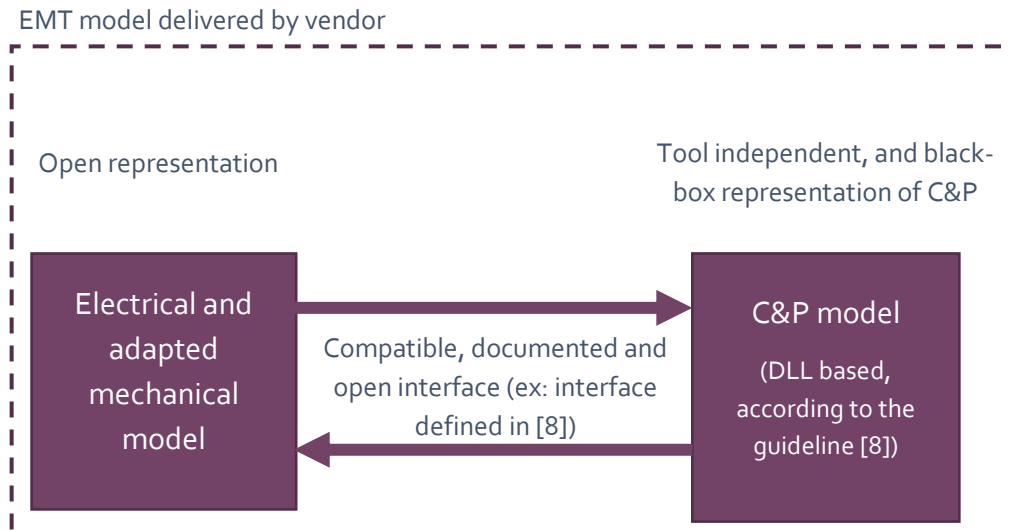 EMT model delivered by vendor
Open representation
Tool independent, and black-
box representation of C&P
Electrical and
adapted
mechanical
model
Compatible, documented and
open interface (ex: interface
defined in [8])
C&P model
(DLL based,
according to the
guideline [8])